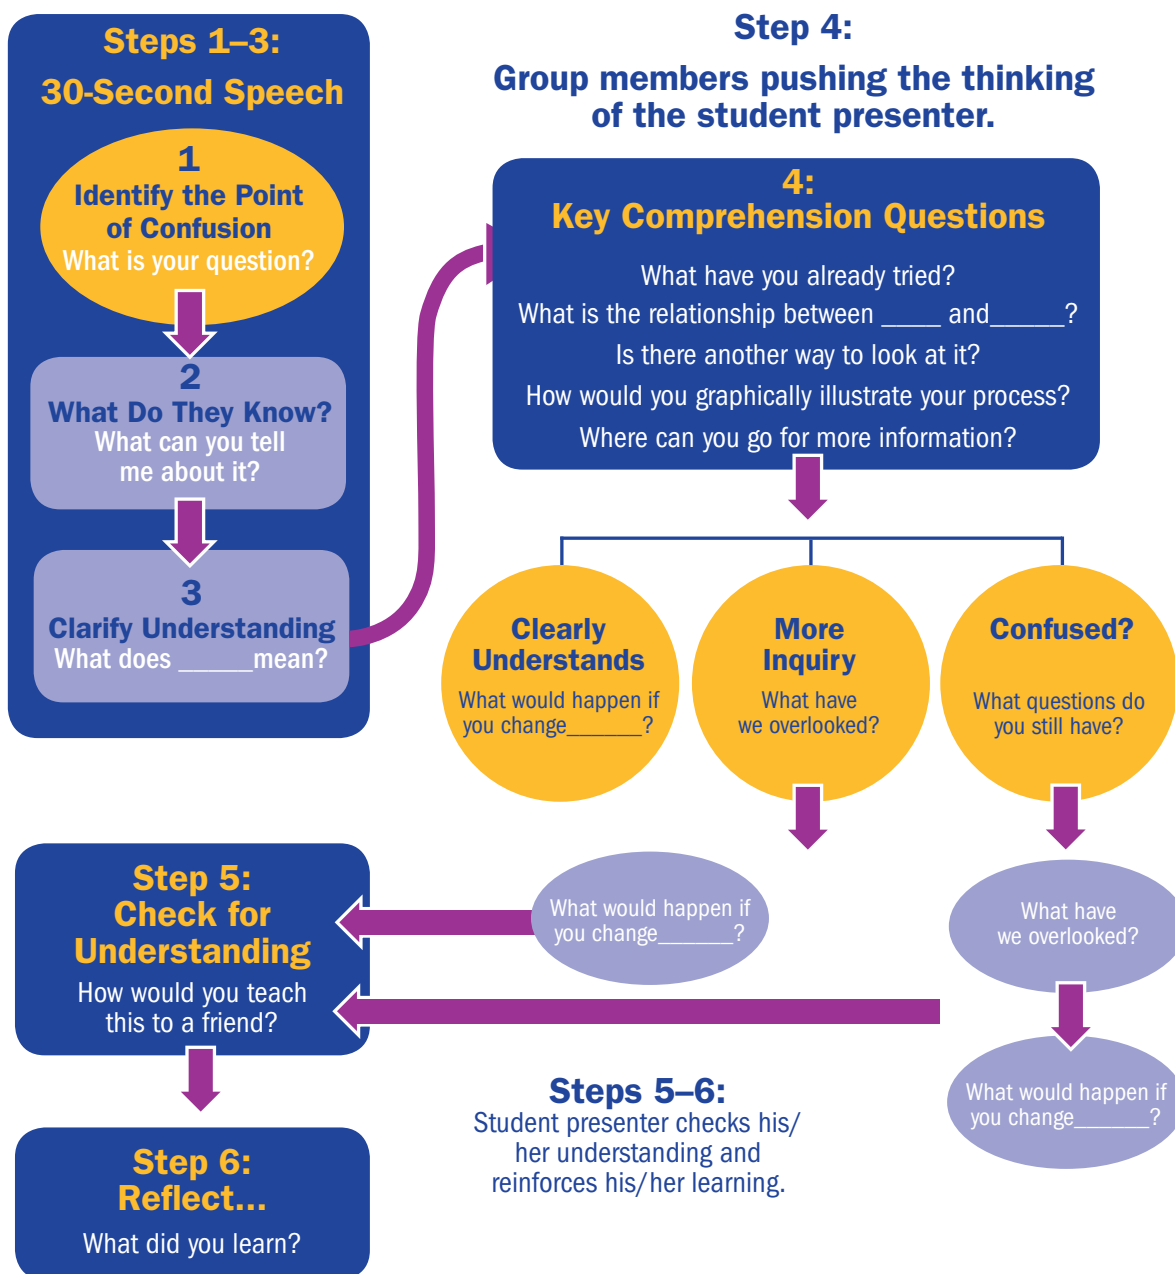 Steps 1–3:
30-Second Speech
1
Identify the Point
of Confusion
What is your question?
2
What Do They Know?
What can you tell
me about it?
3
Clarify Understanding
What does ______mean?
Step 4:
Group members pushing the thinking
of the student presenter.
4:
Key Comprehension Questions
What have you already tried?
What is the relationship between _____ and______?
Is there another way to look at it?
How would you graphically illustrate your process?
Where can you go for more information?
Clearly
Understands
What would happen if
you change______?
More
Inquiry
What have
we overlooked?
Confused?
What questions do
you still have?
What would happen if
you change______?
What have
we overlooked?
What would happen if
you change______?
Step 5:
Check for
Understanding
How would you teach
this to a friend?
Steps 5–6:
Student presenter checks his/
her understanding and
reinforces his/her learning.
Step 6:
Reflect...
What did you learn?